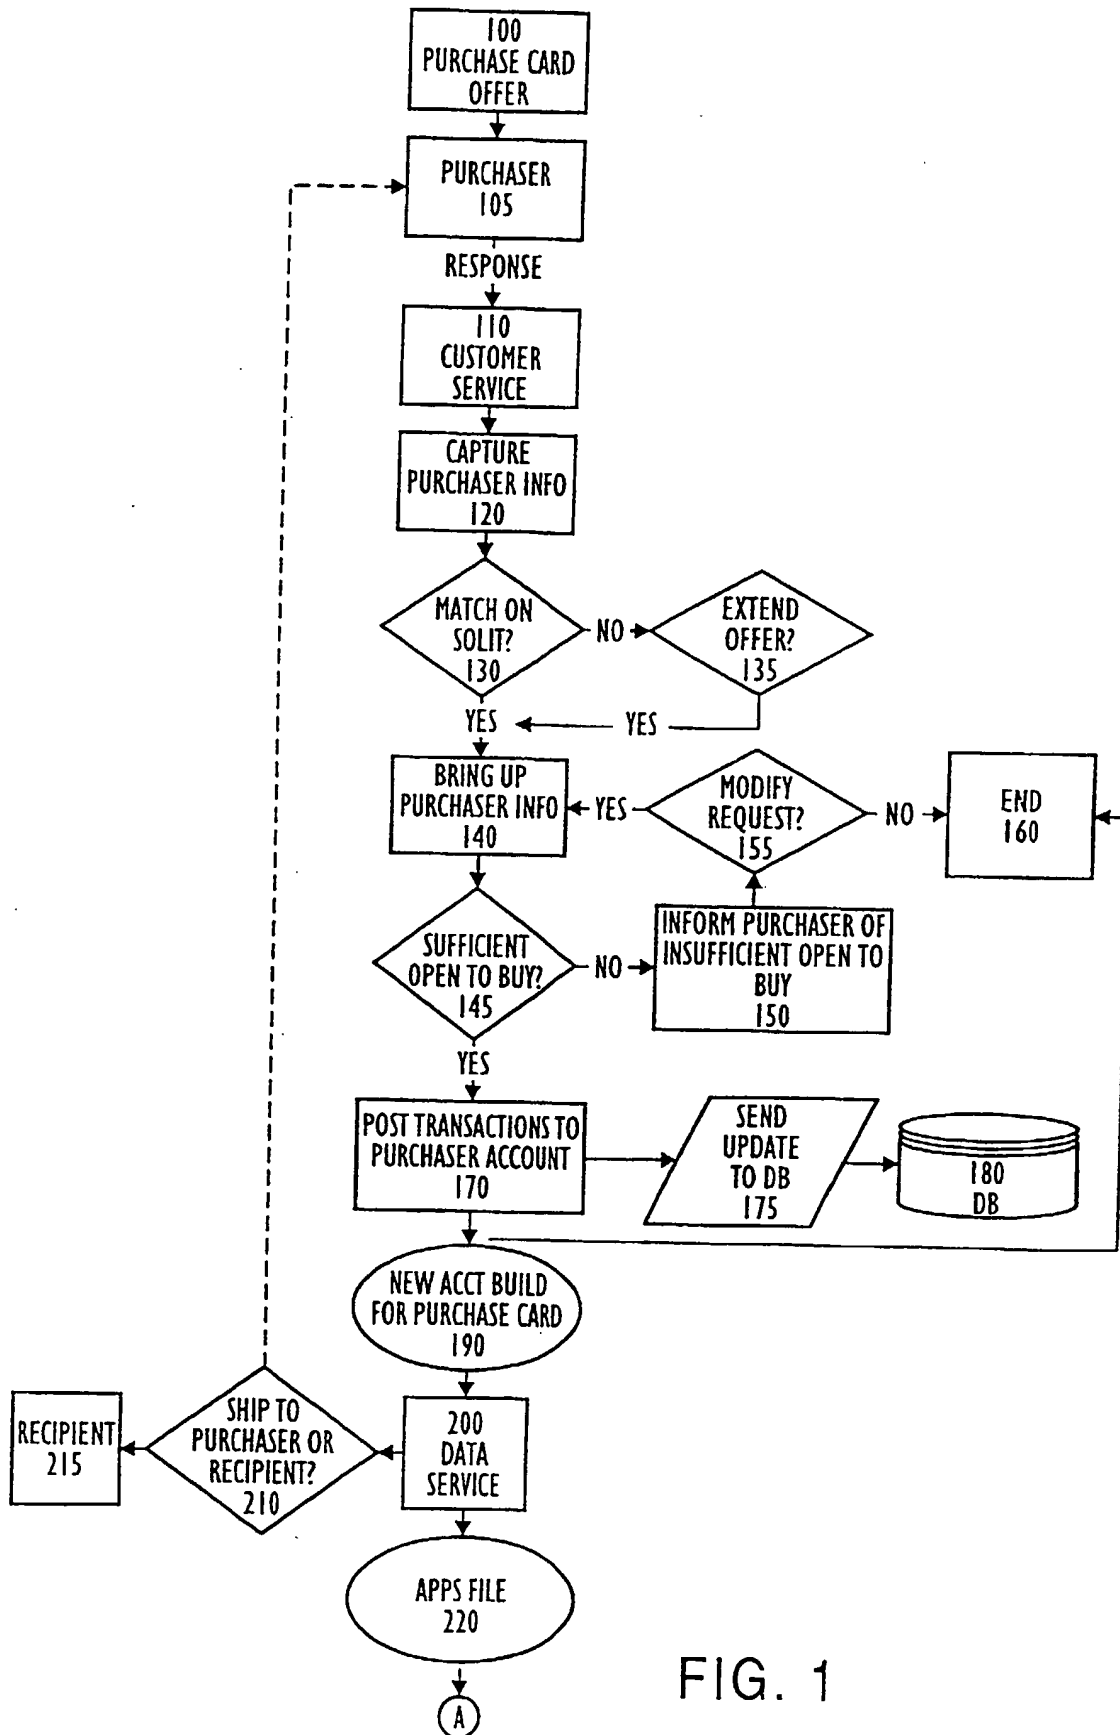 100
PURCHASE CARD
OFFER
PURCHASER
105
RESPONSE
110
CUSTOMER
SERVICE
CAPTURE
PURCHASER INFO
120
MATCH ON
SOLIT?
130
NO
EXTEND
OFFER?
135
YES
YES
BRING UP
PURCHASER INFO
140
YES
MODIFY
REQUEST?
155
NO
END
160
SUFFICIENT
OPEN TO BUY?
145
NO
INFORM PURCHASER OF
INSUFFICIENT OPEN TO
BUY
150
YES
POST TRANSACTIONS TO
PURCHASER ACCOUNT
170
SEND
UPDATE
TO DB
175
180
DB
NEW ACCT BUILD
FOR PURCHASE CARD
190
RECIPIENT
215
SHIP TO
PURCHASER OR
RECIPIENT?
210
200
DATA
SERVICE
APPS FILE
220
A
FIG. 1